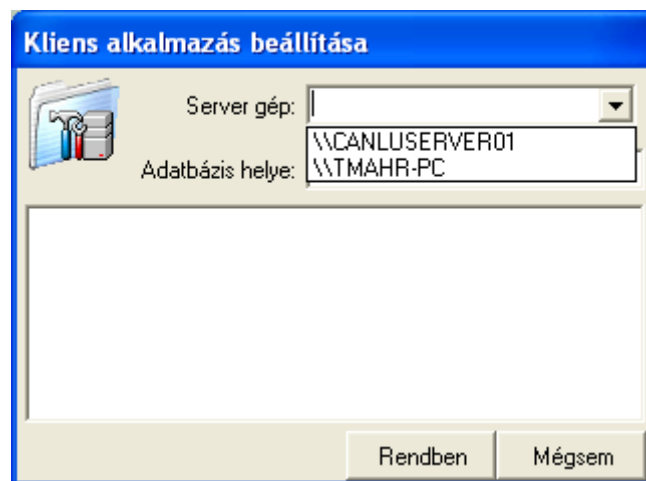 Kliens alkalmazás beállítása
Server gép:
\\CANLUSERVER01
\\TMAHR-PC
Adatbázis helye:
Rendben
Mégsem